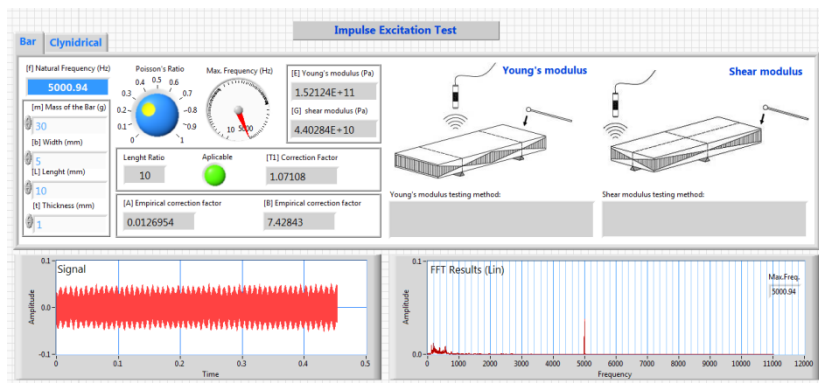 Impulse Excitation Test
Bar
Clynidrical
[f] Natural Frequency (Hz)
5000.94
[m] Mass of the Bar (g)
30
[b] Width (mm)
5
[L] Lenght (mm)
10
[t] Thickness (mm)
1
Poisson's Ratio
0 0.1 0.2 0.3 0.4 0.5 0.6 0.7 0.8 1
Max. Frequency (Hz)
10 5000
[E] Young's modulus (Pa)
1.52124E+11
[G] shear modulus (Pa)
4.40284E+10
Lenght Ratio
10
Aplicable
[T1] Correction Factor
1.07108
[A] Empirical correction factor
0.0126954
[B] Empirical correction factor
7.42843
Young's modulus
Shear modulus
Young's modulus testing method:
Shear modulus testing method:
Signal
Amplitude
0.1
0.0
-0.1
0 0.1 0.2 0.3 0.4 0.5
Time
FFT Results (Lin)
Max.Freq.
5000.94
Amplitude
0.1
0.0
0 1000 2000 3000 4000 5000 6000 7000 8000 9000 10000 11000 12000
Frequency